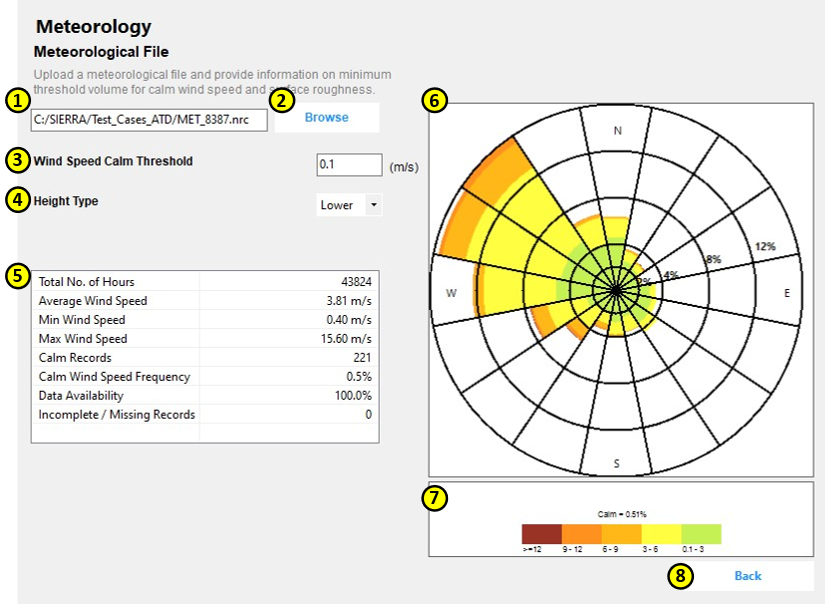 Meteorology
Meteorological File
Upload a meteorological file and provide information on minimum
threshold volume for calm wind speed and surface roughness.
1
2
6
C:/SIERRA/Test_Cases_ATD/MET_8387.nrc
Browse
3 Wind Speed Calm Threshold
0.1
(m/s)
4 Height Type
Lower
5
Total No. of Hours 43824
Average Wind Speed 3.81 m/s
Min Wind Speed 0.40 m/s
Max Wind Speed 15.60 m/s
Calm Records 221
Calm Wind Speed Frequency 0.5%
Data Availability 100.0%
Incomplete / Missing Records 0
N
12%
8%
4%
2%
W
E
S
7
Calm = 0.51%
>=12 9 - 12 6 - 9 3 - 6 0.1 - 3
8 Back